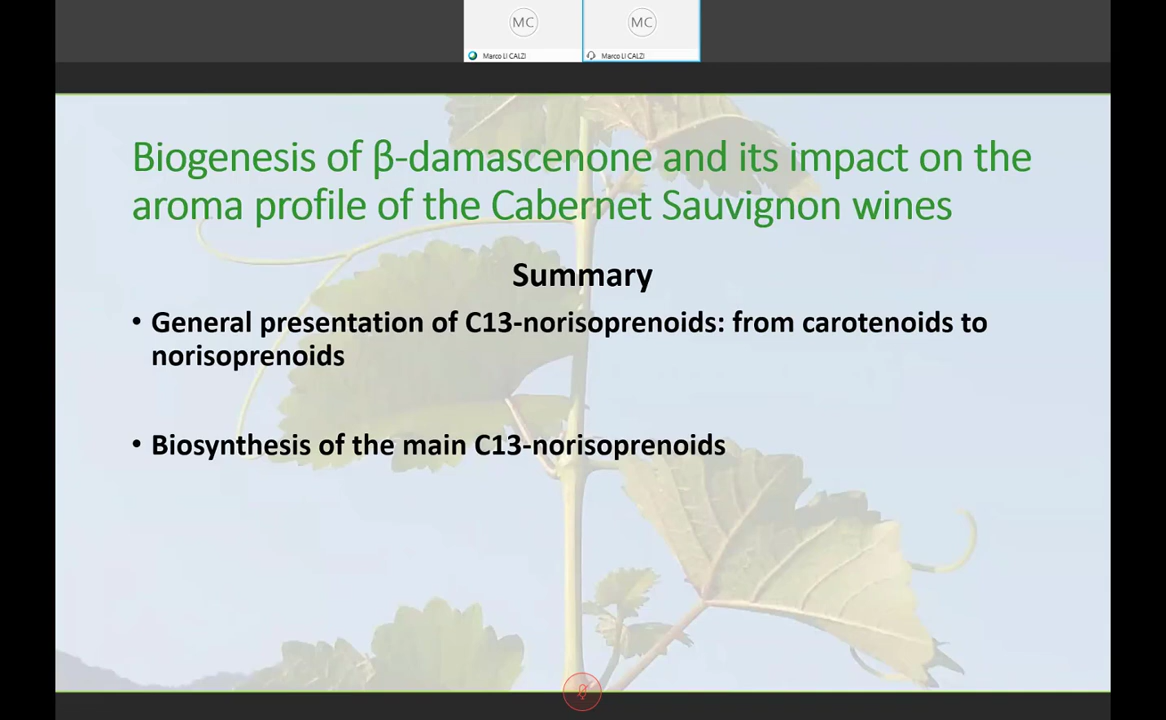 MC
MC
Marco LI CALZI
Marco LI CALZI
Biogenesis of β-damascenone and its impact on the
aroma profile of the Cabernet Sauvignon wines
Summary
• General presentation of C13-norisoprenoids: from carotenoids to
norisoprenoids
• Biosynthesis of the main C13-norisoprenoids